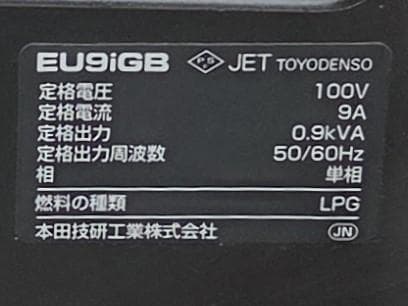 EU9iGB PSE JET TOYODENSO
定格電圧 100V
定格電流 9A
定格出力 0.9kVA
定格出力周波数 50/60Hz
相 単相
燃料の種類 LPG
本田技研工業株式会社 JN